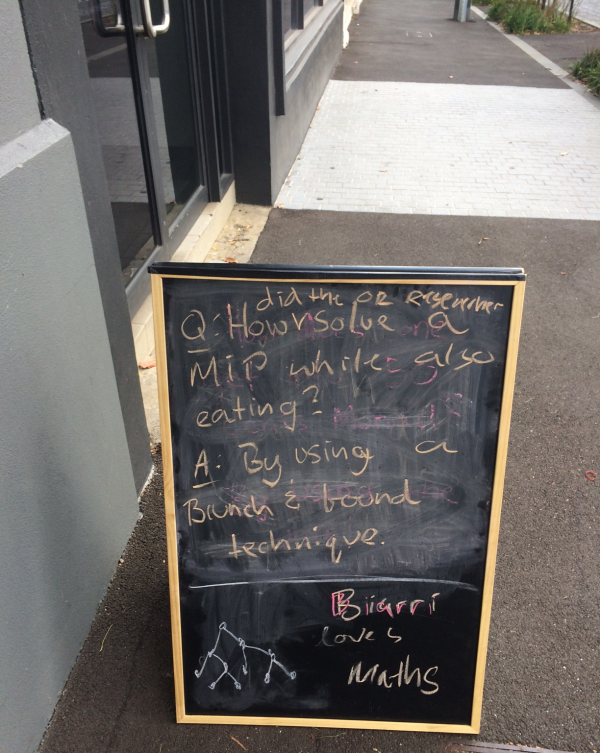 did the OR researcher
Q: How solve a
MIP while also
eating?
A: By using a
Brunch & bound
technique.
Biarri
loves
Maths